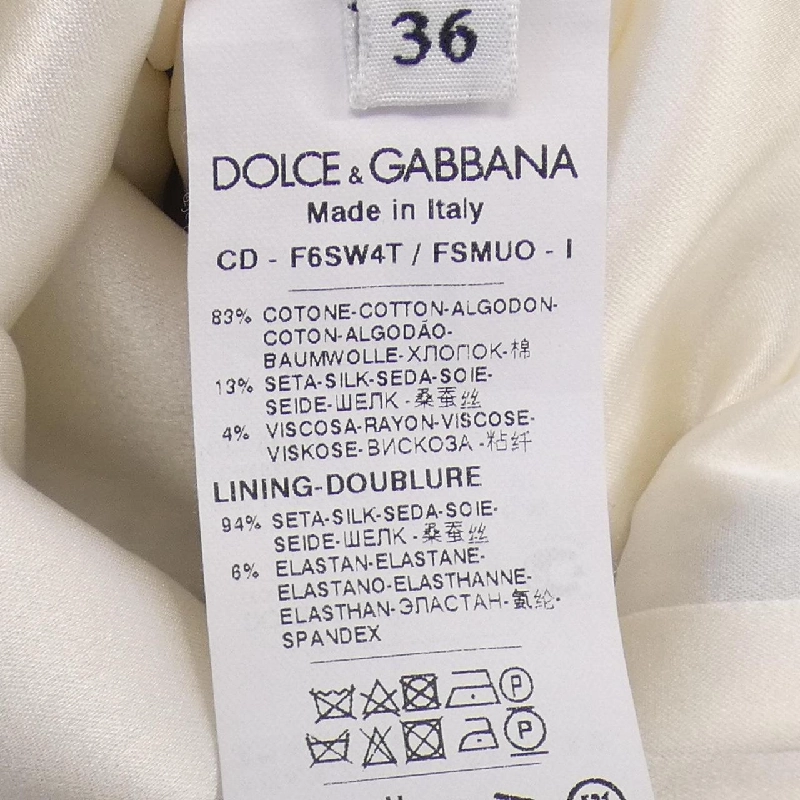 36
DOLCE & GABBANA
Made in Italy
CD - F6SW4T / FSMUO - I
83% COTONE-COTTON-ALGODON-
COTON-ALGODÃO-
BAUMWOLLE-ХЛОПОК-棉
13% SETA-SILK-SEDA-SOIE-
SEIDE-ШЕЛК-桑蚕丝
4% VISCOSA-RAYON-VISCOSE-
VISKOSE-ВИСКОЗА-粘纤
LINING-DOUBLURE
94% SETA-SILK-SEDA-SOIE-
SEIDE-ШЕЛК-桑蚕丝
6% ELASTAN-ELASTANE-
ELASTANO-ELASTHANNE-
ELASTHAN-ЭЛАСТАН-氨纶-
SPANDEX
P
P